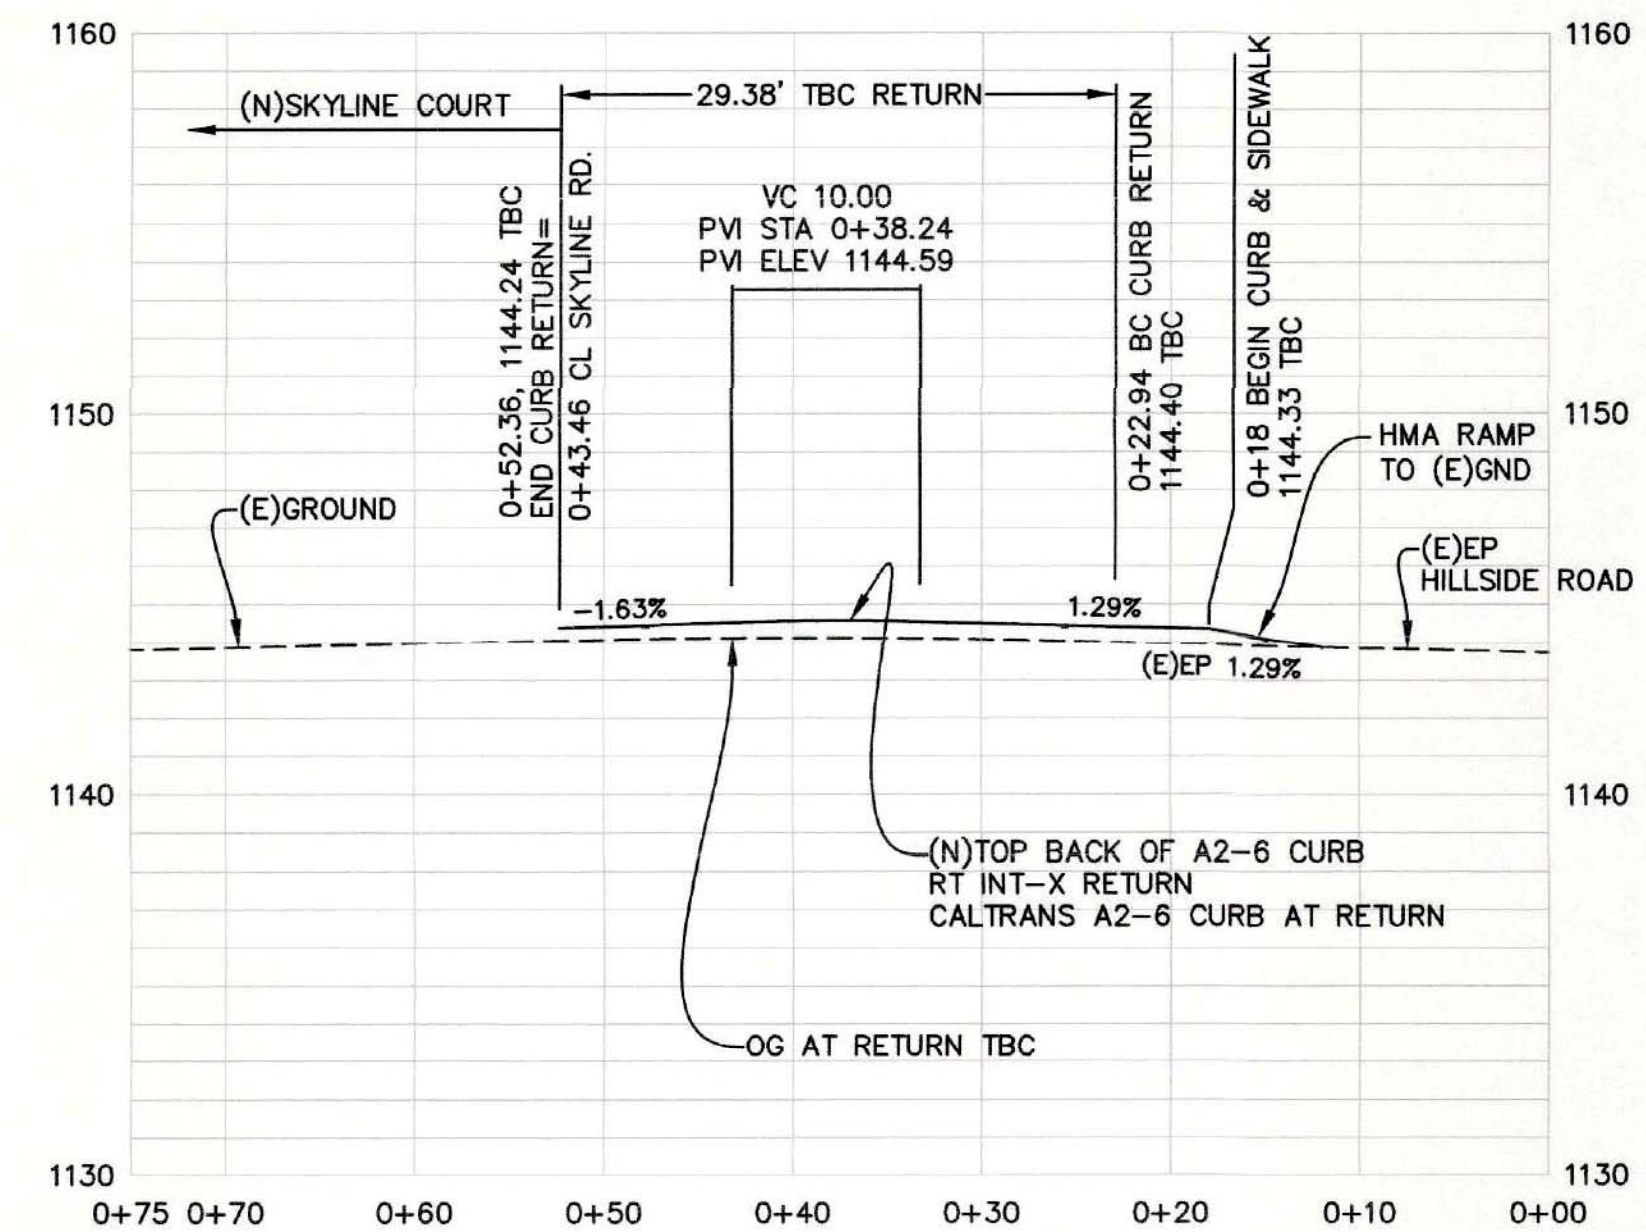 1160
1160
(N)SKYLINE COURT
29.38' TBC RETURN
0+52.36, 1144.24 TBC
END CURB RETURN=
0+43.46 CL SKYLINE RD.
VC 10.00
PVI STA 0+38.24
PVI ELEV 1144.59
0+22.94 BC CURB RETURN
1144.40 TBC
0+18 BEGIN CURB & SIDEWALK
1144.33 TBC
1150
1150
HMA RAMP
TO (E)GND
(E)GROUND
(E)EP
HILLSIDE ROAD
-1.63%
1.29%
(E)EP 1.29%
1140
1140
(N)TOP BACK OF A2-6 CURB
RT INT-X RETURN
CALTRANS A2-6 CURB AT RETURN
OG AT RETURN TBC
1130
1130
0+75 0+70 0+60 0+50 0+40 0+30 0+20 0+10 0+00